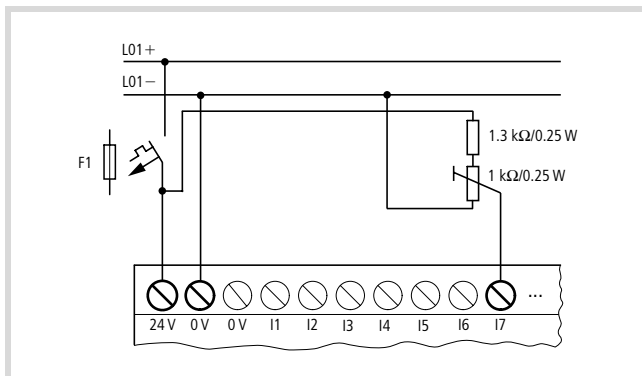 L01+
L01−
F1
1.3 kΩ/0.25 W
1 kΩ/0.25 W
24 V 0 V 0 V I1 I2 I3 I4 I5 I6 I7 ...